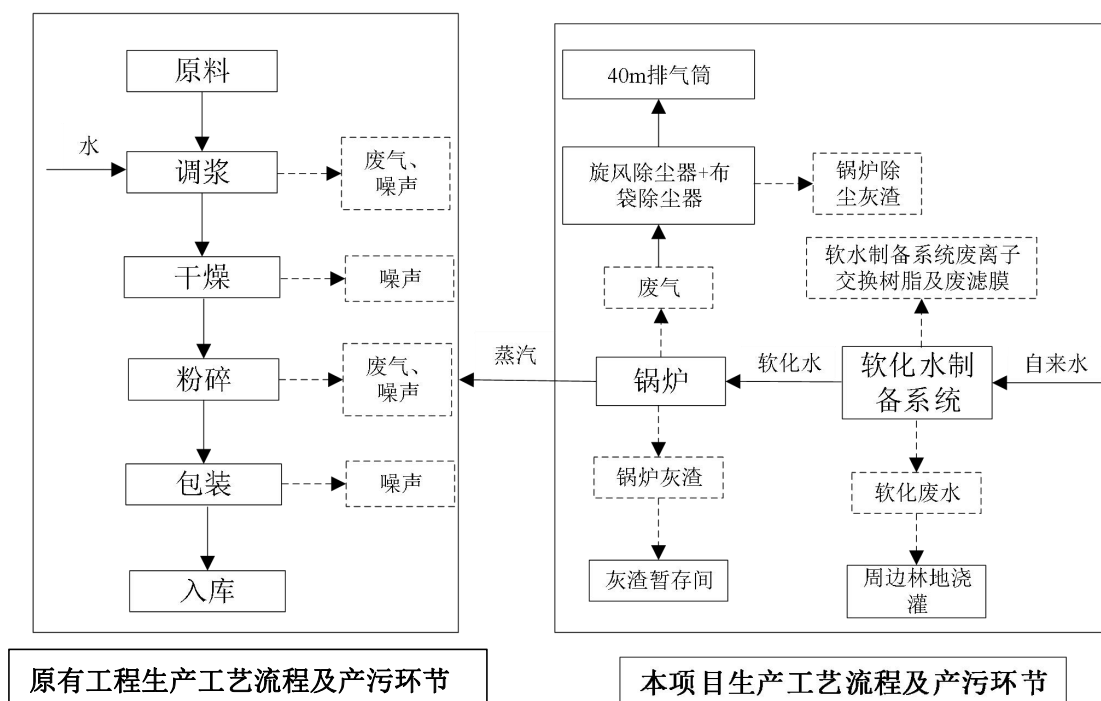 原料
水
调浆
废气、
噪声
干燥
噪声
粉碎
废气、
噪声
包装
噪声
入库
原有工程生产工艺流程及产污环节
40m排气筒
旋风除尘器+布
袋除尘器
锅炉除
尘灰渣
废气
软水制备系统废离子
交换树脂及废滤膜
蒸汽
锅炉
软化水
软化水制
备系统
自来水
锅炉灰渣
软化废水
灰渣暂存间
周边林地浇
灌
本项目生产工艺流程及产污环节